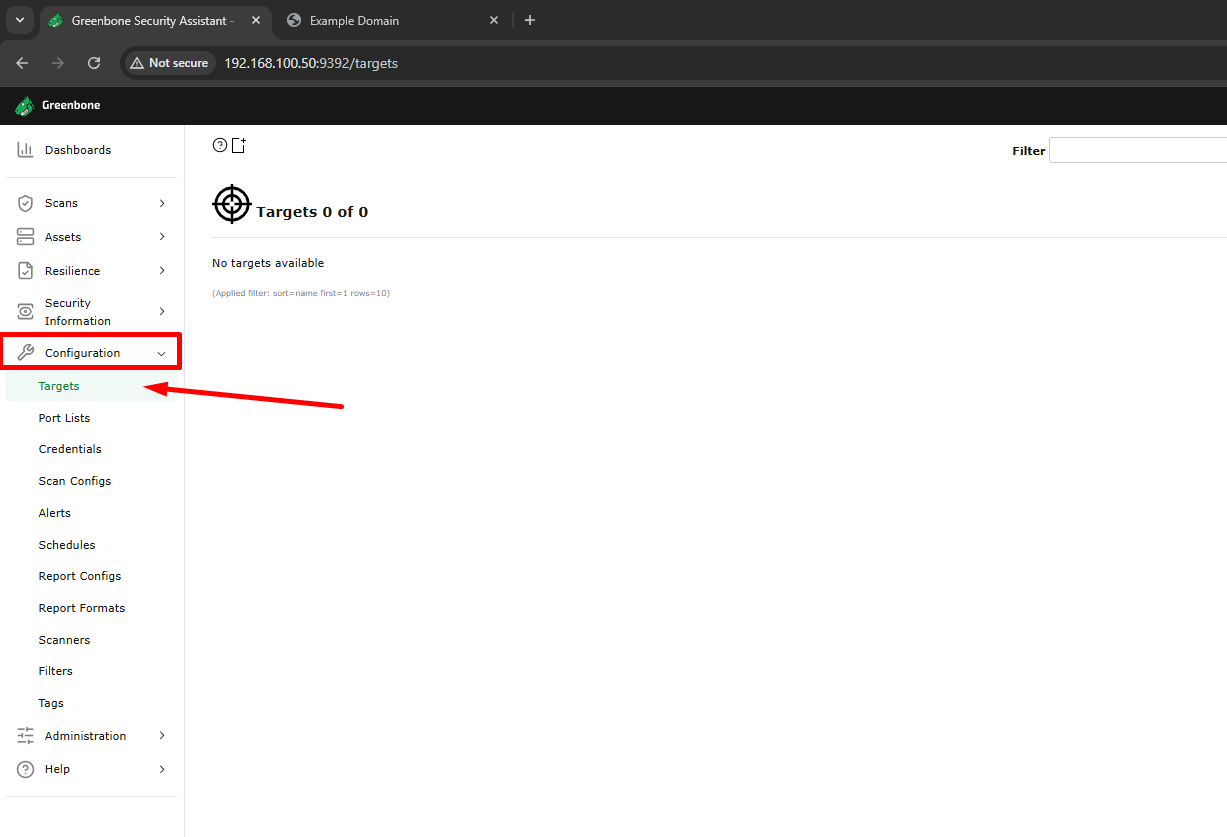 Greenbone Security Assistant -
Example Domain
Not secure
192.168.100.50:9392/targets
Greenbone
Dashboards
Filter
Scans
Targets 0 of 0
Assets
No targets available
Resilience
(Applied filter: sort=name first=1 rows=10)
Security
Information
Configuration
Targets
Port Lists
Credentials
Scan Configs
Alerts
Schedules
Report Configs
Report Formats
Scanners
Filters
Tags
Administration
Help